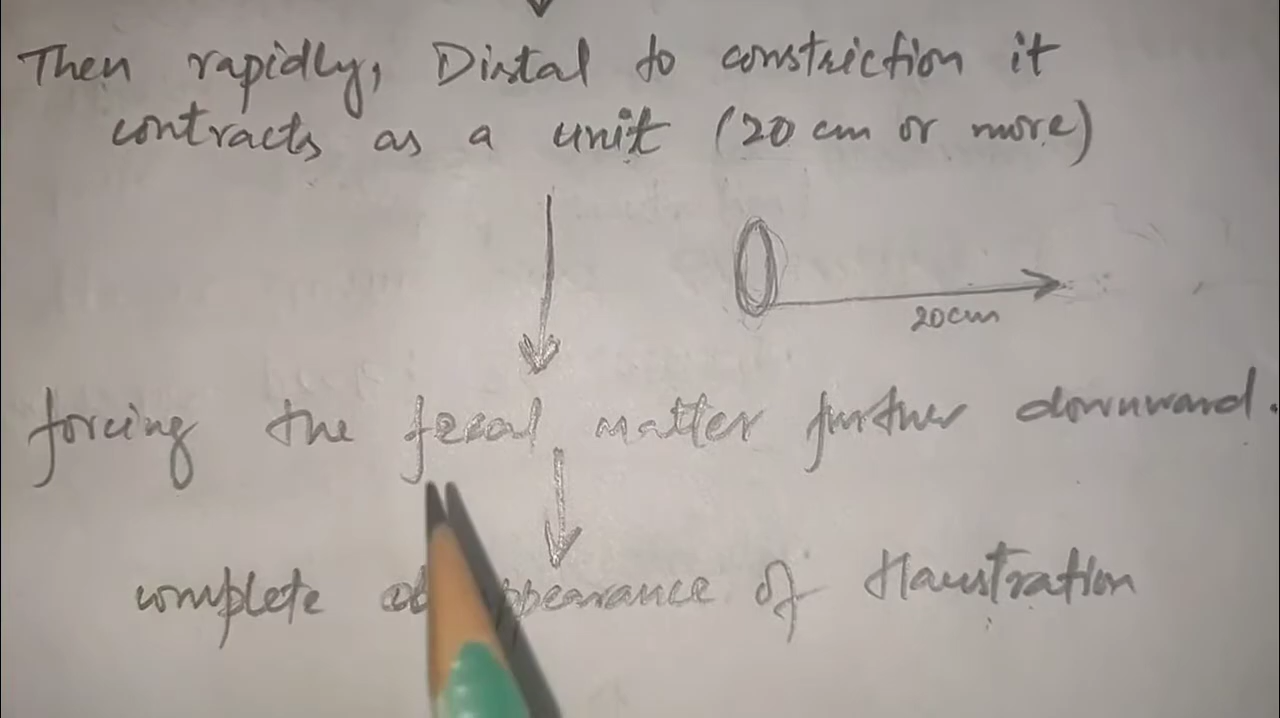 Then rapidly, Distal to constriction it
contracts as a unit (20 cm or more)
20cm
forcing the fecal matter further downward.
complete of Haustration